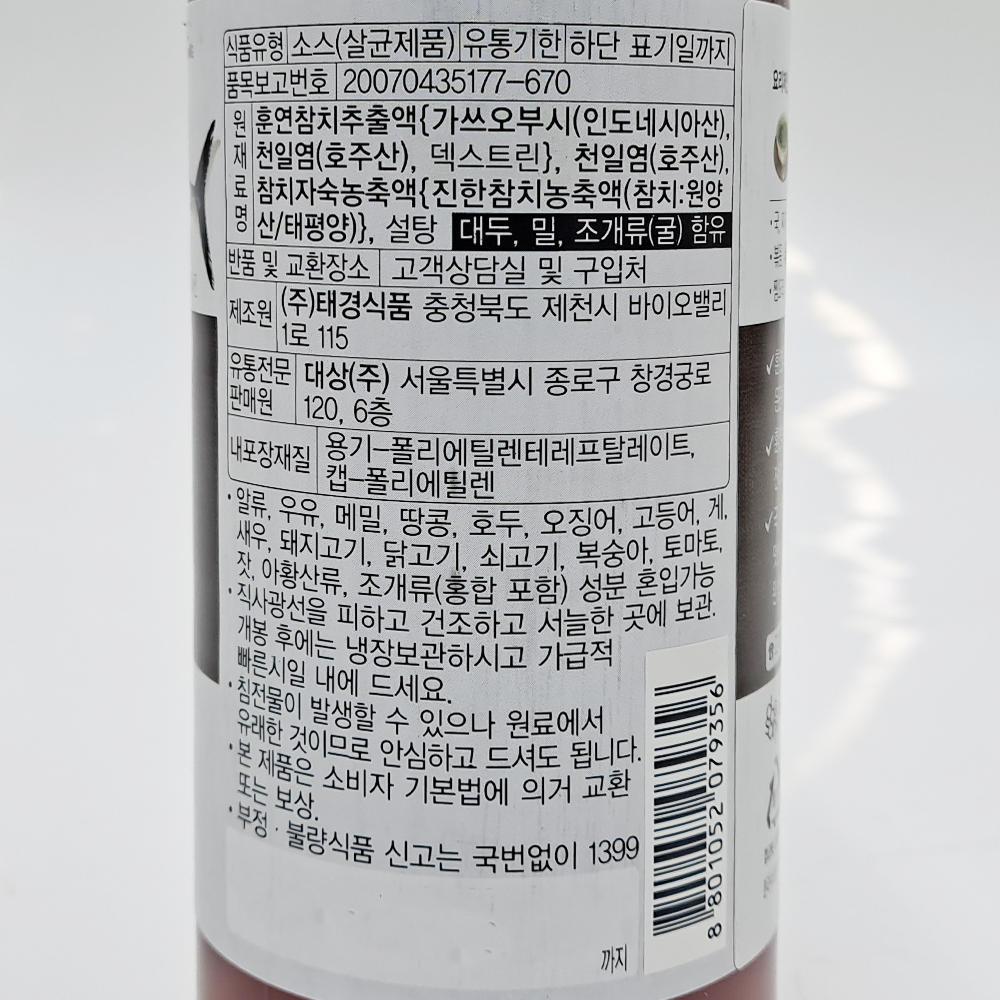 식품유형 소스(살균제품) 유통기한 하단 표기일까지
품목보고번호 20070435177-670
원재료명 훈연참치추출액{가쓰오부시(인도네시아산),
천일염(호주산), 덱스트린}, 천일염(호주산),
참치자숙농축액{진한참치농축액(참치:원양
산/태평양)}, 설탕 대두, 밀, 조개류(굴) 함유
반품 및 교환장소 고객상담실 및 구입처
제조원 (주)태경식품 충청북도 제천시 바이오밸리
1로 115
유통전문판매원 대상(주) 서울특별시 종로구 창경궁로
120, 6층
내포장재질 용기-폴리에틸렌테레프탈레이트,
캡-폴리에틸렌
• 알류, 우유, 메밀, 땅콩, 호두, 오징어, 고등어, 게,
새우, 돼지고기, 닭고기, 쇠고기, 복숭아, 토마토,
잣, 아황산류, 조개류(홍합 포함) 성분 혼입가능
• 직사광선을 피하고 건조하고 서늘한 곳에 보관.
개봉 후에는 냉장보관하시고 가급적
빠른시일 내에 드세요.
• 침전물이 발생할 수 있으나 원료에서
유래한 것이므로 안심하고 드셔도 됩니다.
• 본 제품은 소비자 기본법에 의거 교환
또는 보상.
• 부정·불량식품 신고는 국번없이 1399
까지
8 801052 079356